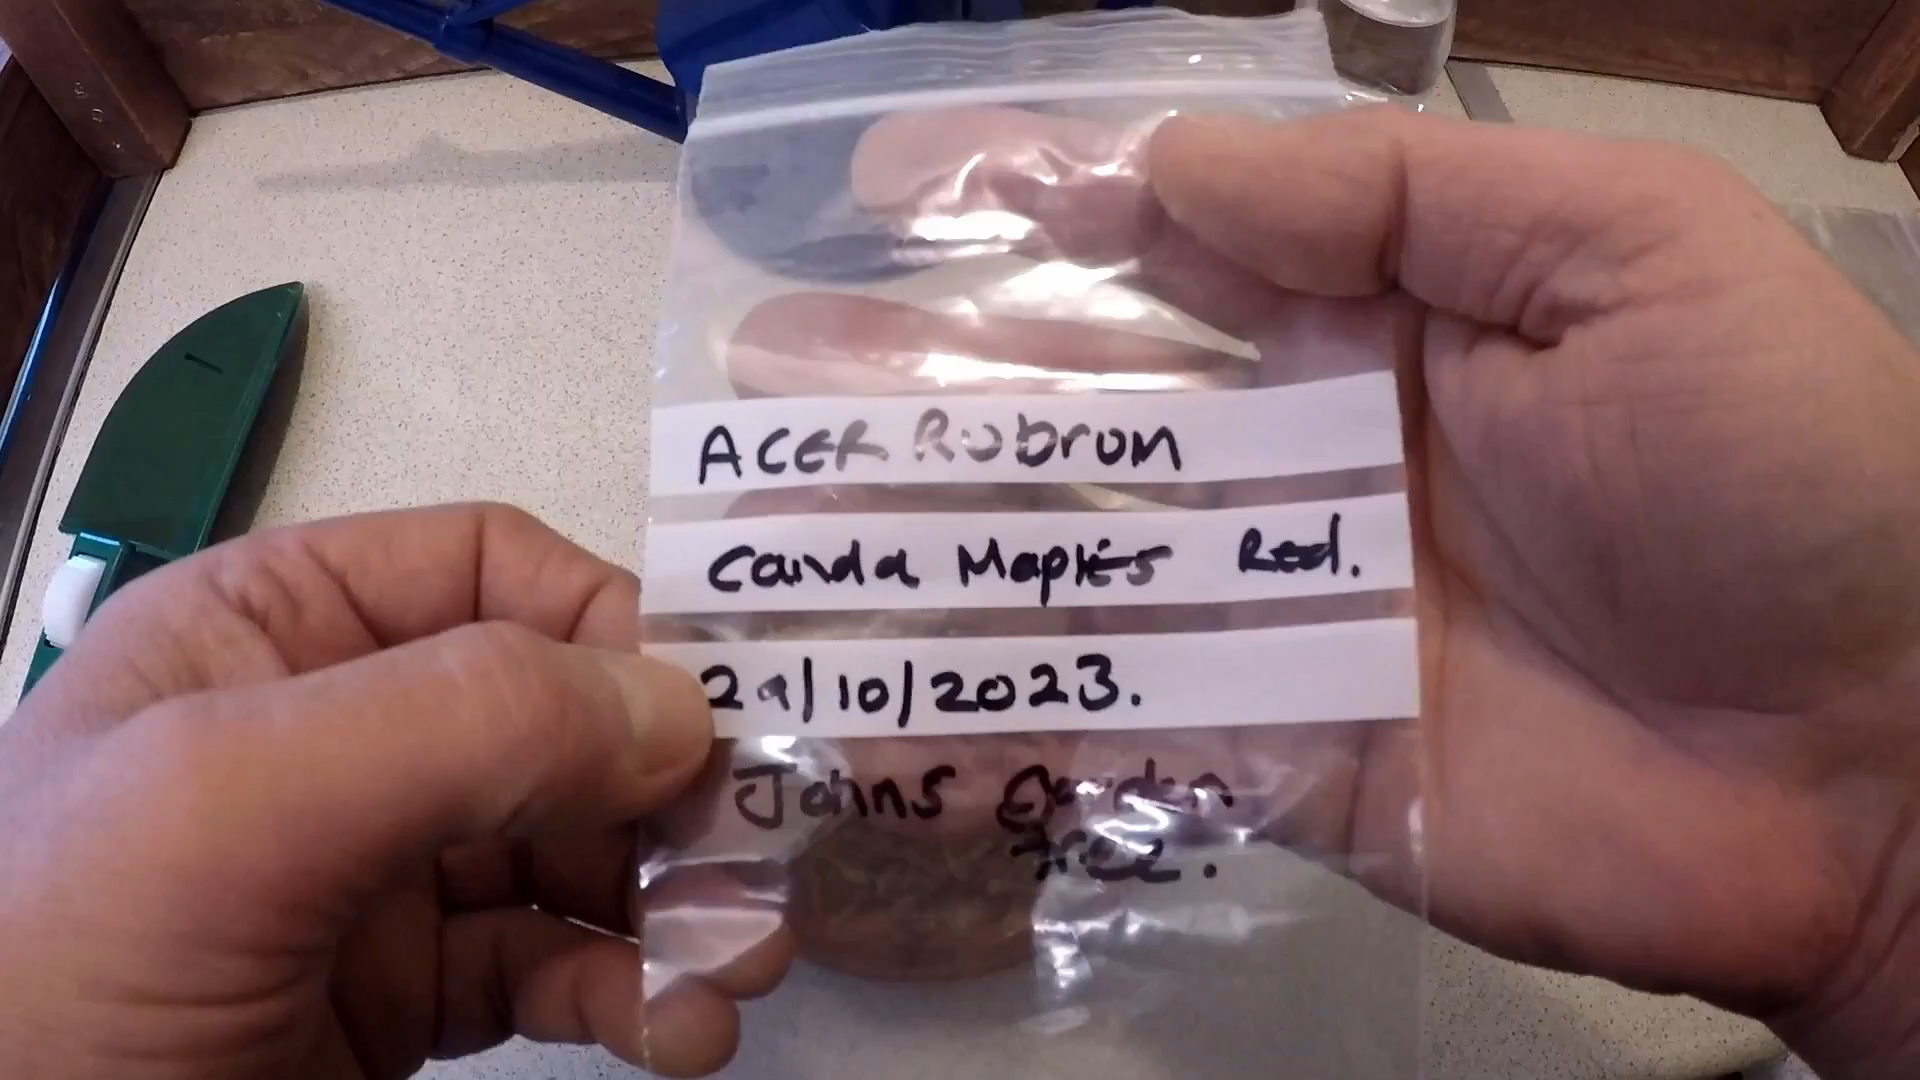 ACER Rubrum
Canda Maples Red.
29/10/2023.
Johns Garden
tree.